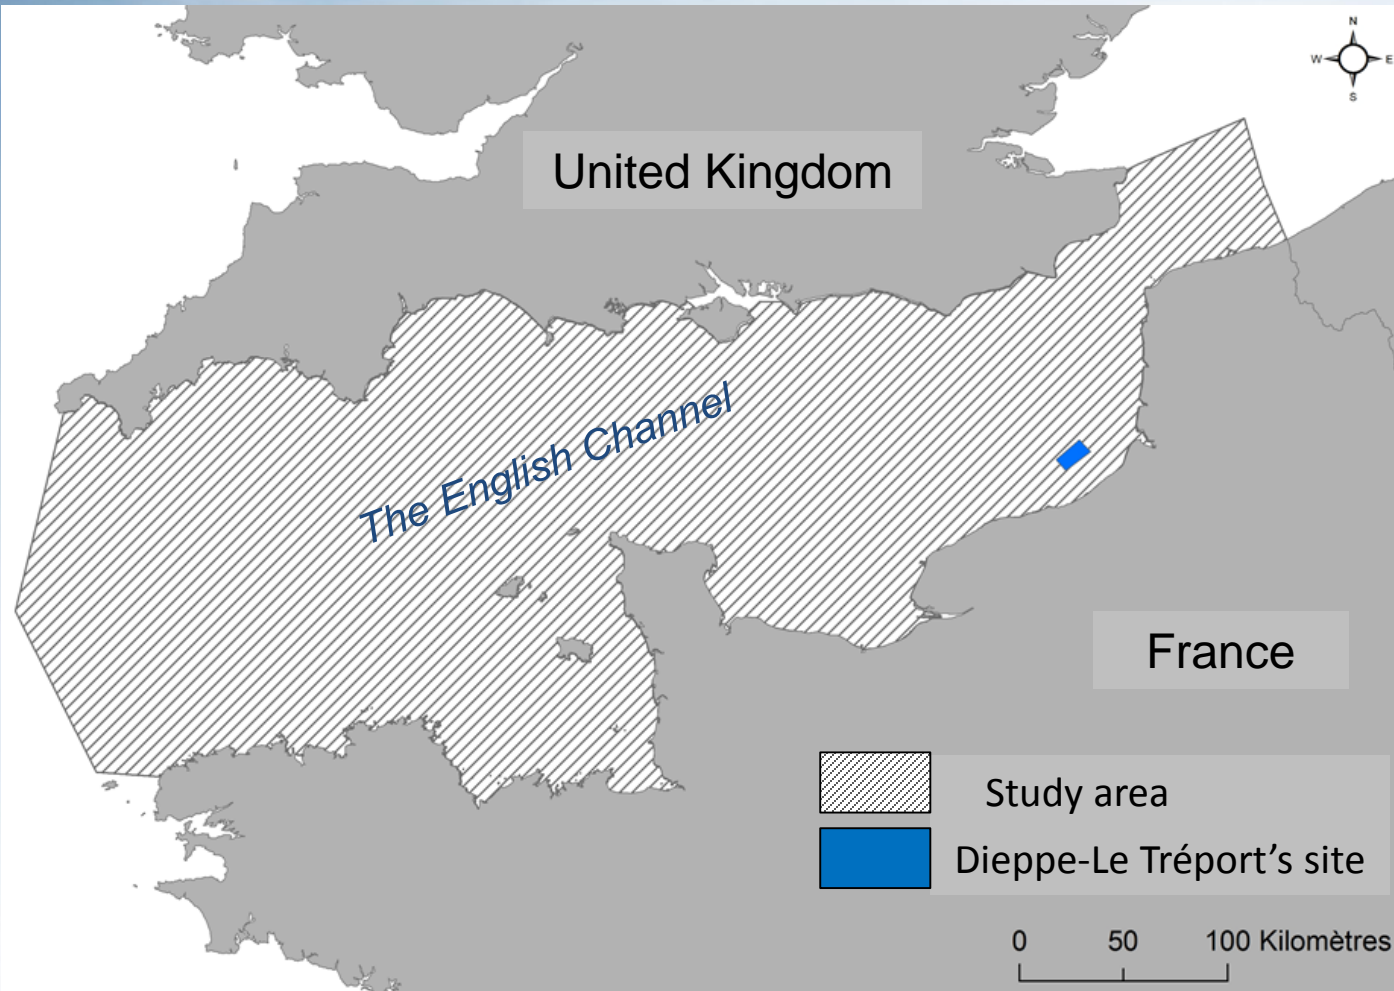 N
W E
S
United Kingdom
The English Channel
France
Study area
Dieppe-Le Tréport’s site
0 50 100 Kilomètres